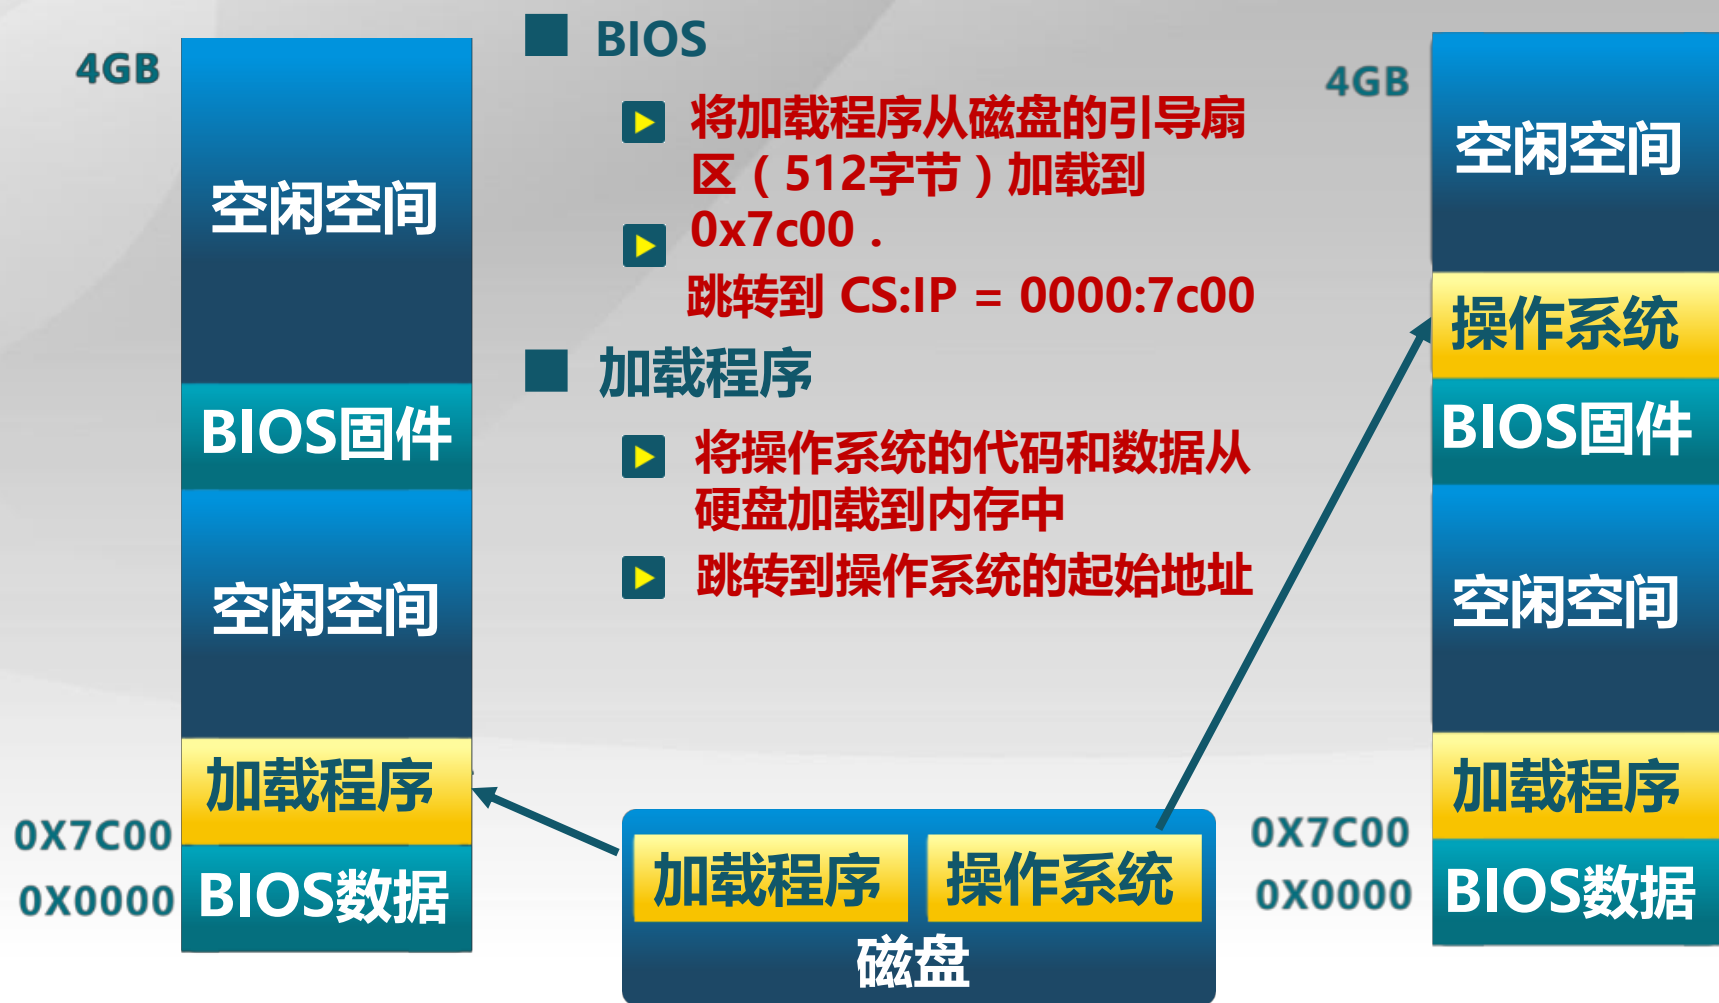 4GB
空闲空间
BIOS固件
空闲空间
加载程序
0X7C00
0X0000
BIOS数据
BIOS
将加载程序从磁盘的引导扇
区（512字节）加载到
0x7c00 .
跳转到 CS:IP = 0000:7c00
加载程序
将操作系统的代码和数据从
硬盘加载到内存中
跳转到操作系统的起始地址
加载程序
操作系统
磁盘
4GB
空闲空间
操作系统
BIOS固件
空闲空间
加载程序
0X7C00
0X0000
BIOS数据